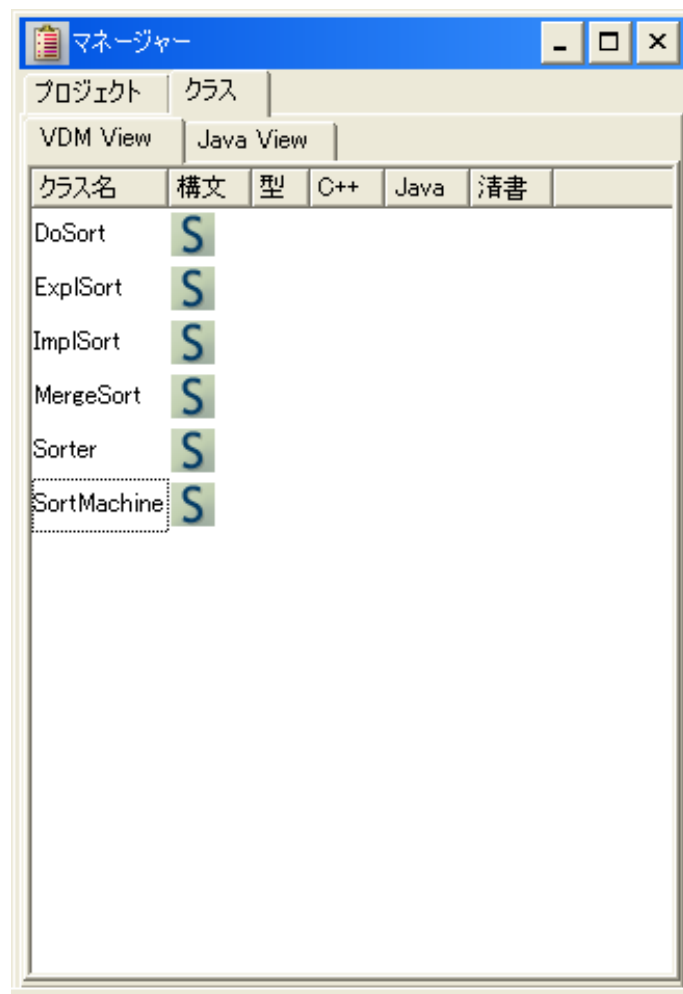 マネージャー
プロジェクト クラス
VDM View Java View
クラス名 構文 型 C++ Java 清書
DoSort S
ExplSort S
ImplSort S
MergeSort S
Sorter S
SortMachine S